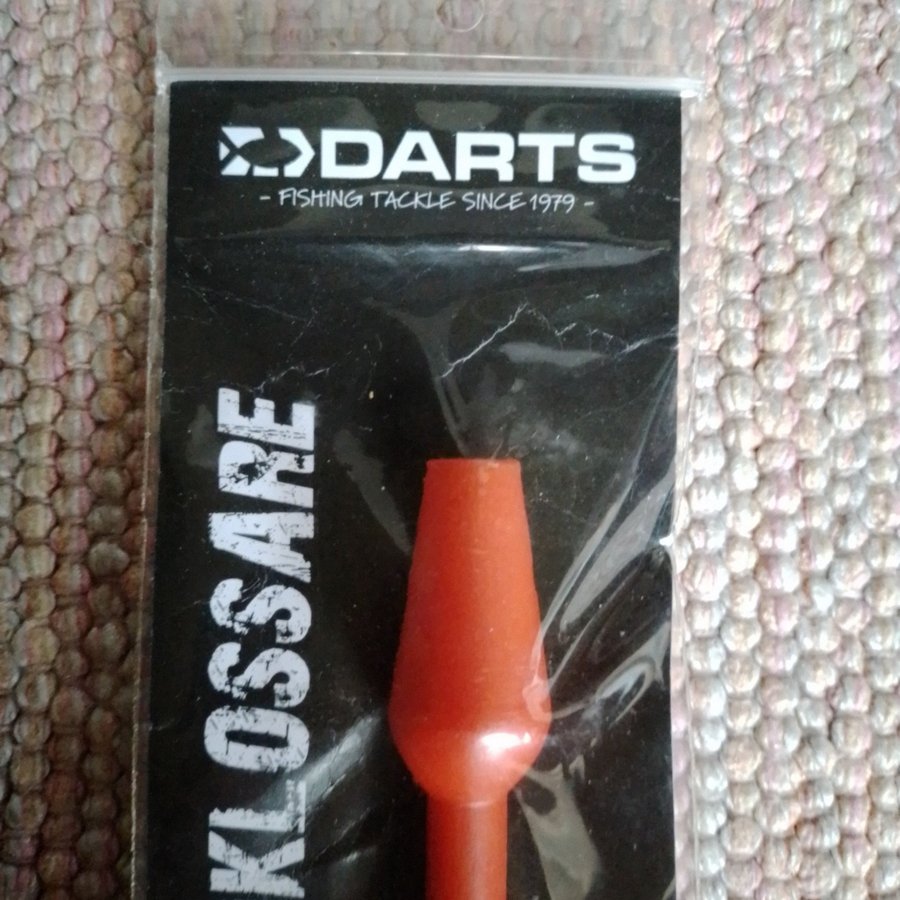 DARTS
- FISHING TACKLE SINCE 1979 -
KLOSSARE